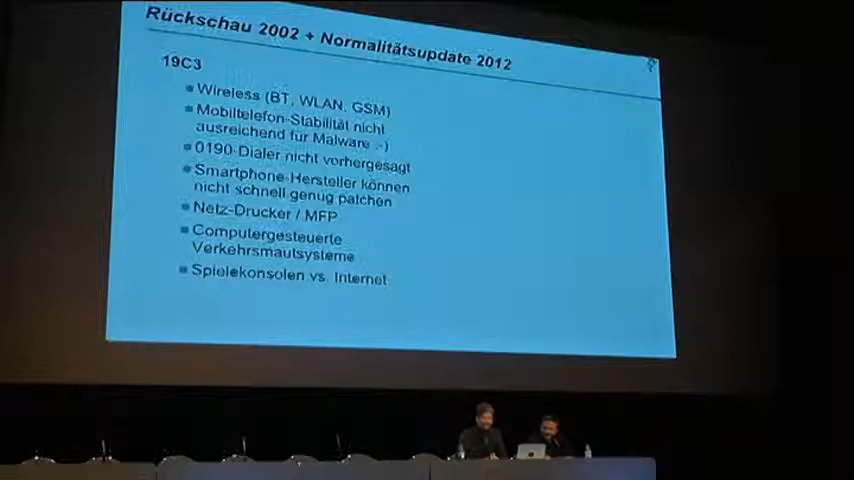 Rückschau 2002 + Normalitätsupdate 2012
19C3
Wireless (BT, WLAN, GSM)
Mobiltelefon-Stabilität nicht
ausreichend für Malware :-)
0190-Dialer nicht vorhergesagt
Smartphone-Hersteller können
nicht schnell genug patchen
Netz-Drucker / MFP
Computergesteuerte
Verkehrsmautsysteme
Spielekonsolen vs. Internet